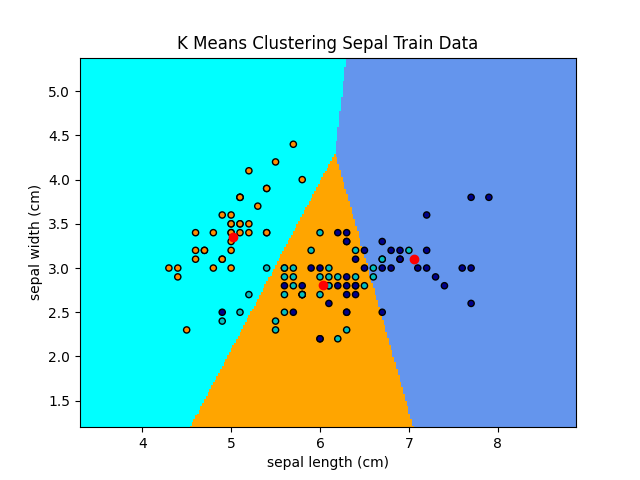 K Means Clustering Sepal Train Data
5.0
4.5
4.0
3.5
3.0
2.5
2.0
1.5
sepal width (cm)
4 5 6 7 8
sepal length (cm)